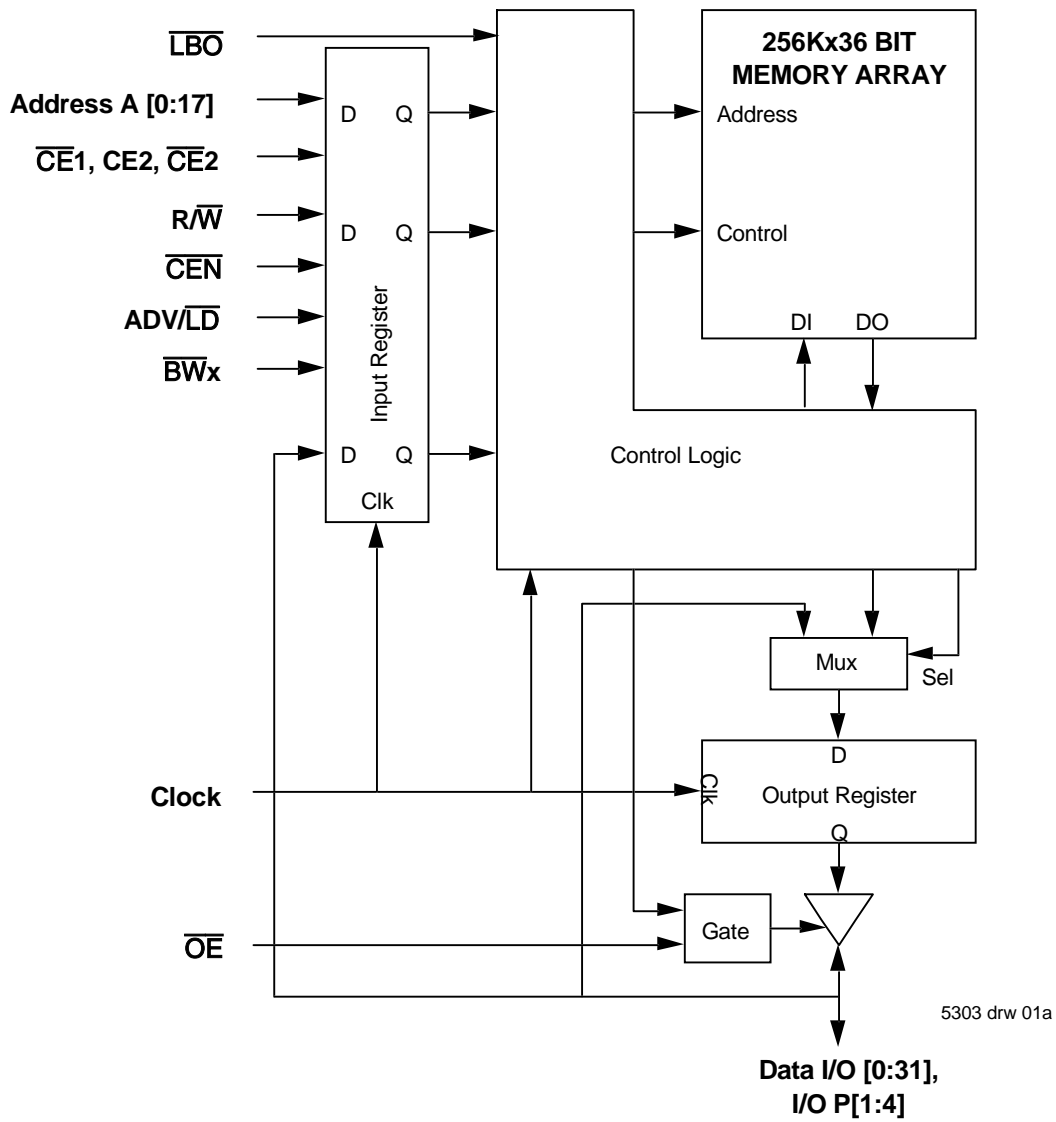 LBO
256Kx36 BIT
MEMORY ARRAY
Address A [0:17]
D Q
Address
CE1, CE2, CE2
R/W
D Q
Control
CEN
Input Register
ADV/LD
DI DO
BWx
D Q
Control Logic
Clk
Mux
Sel
D
Clock
Clk
Output Register
Q
Gate
OE
5303 drw 01a
Data I/O [0:31],
I/O P[1:4]